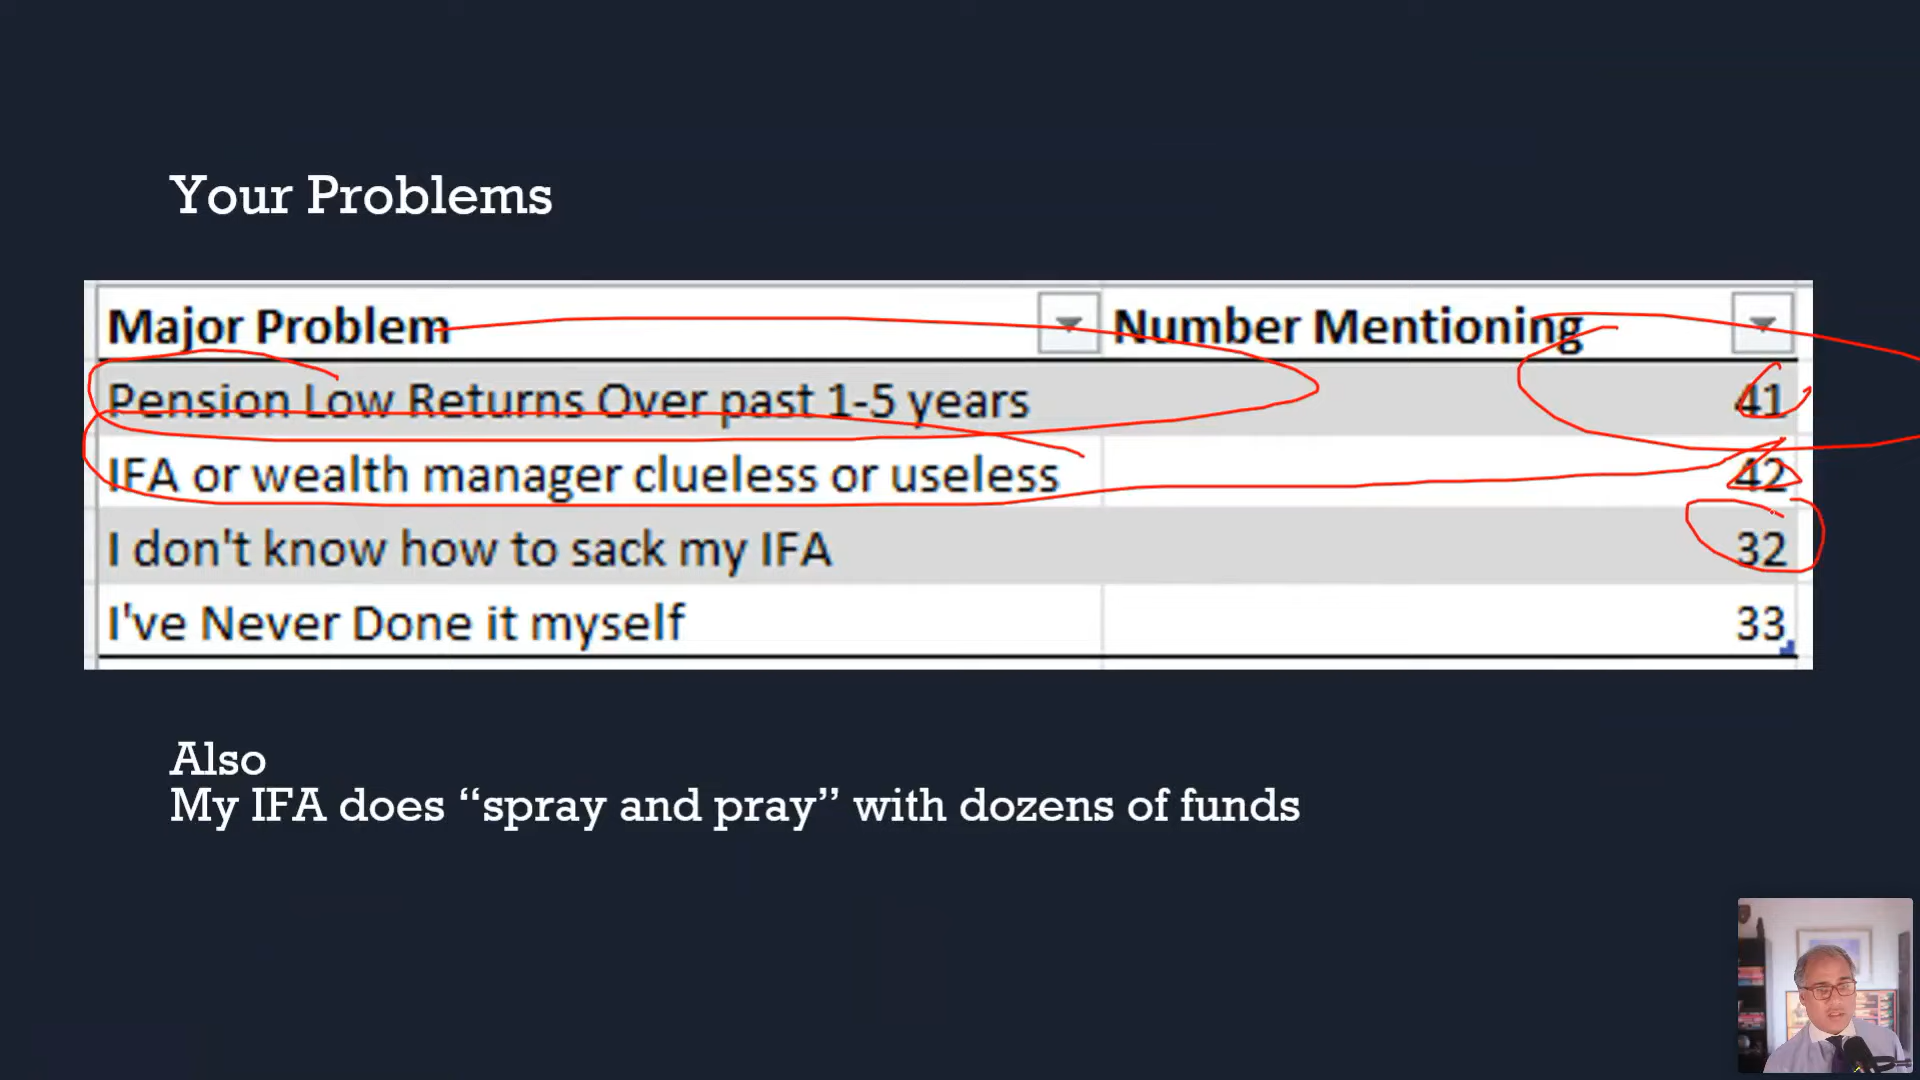 Your Problems
Major Problem Number Mentioning
Pension Low Returns Over past 1-5 years 41
IFA or wealth manager clueless or useless 42
I don't know how to sack my IFA 32
I've Never Done it myself 33
Also
My IFA does “spray and pray” with dozens of funds